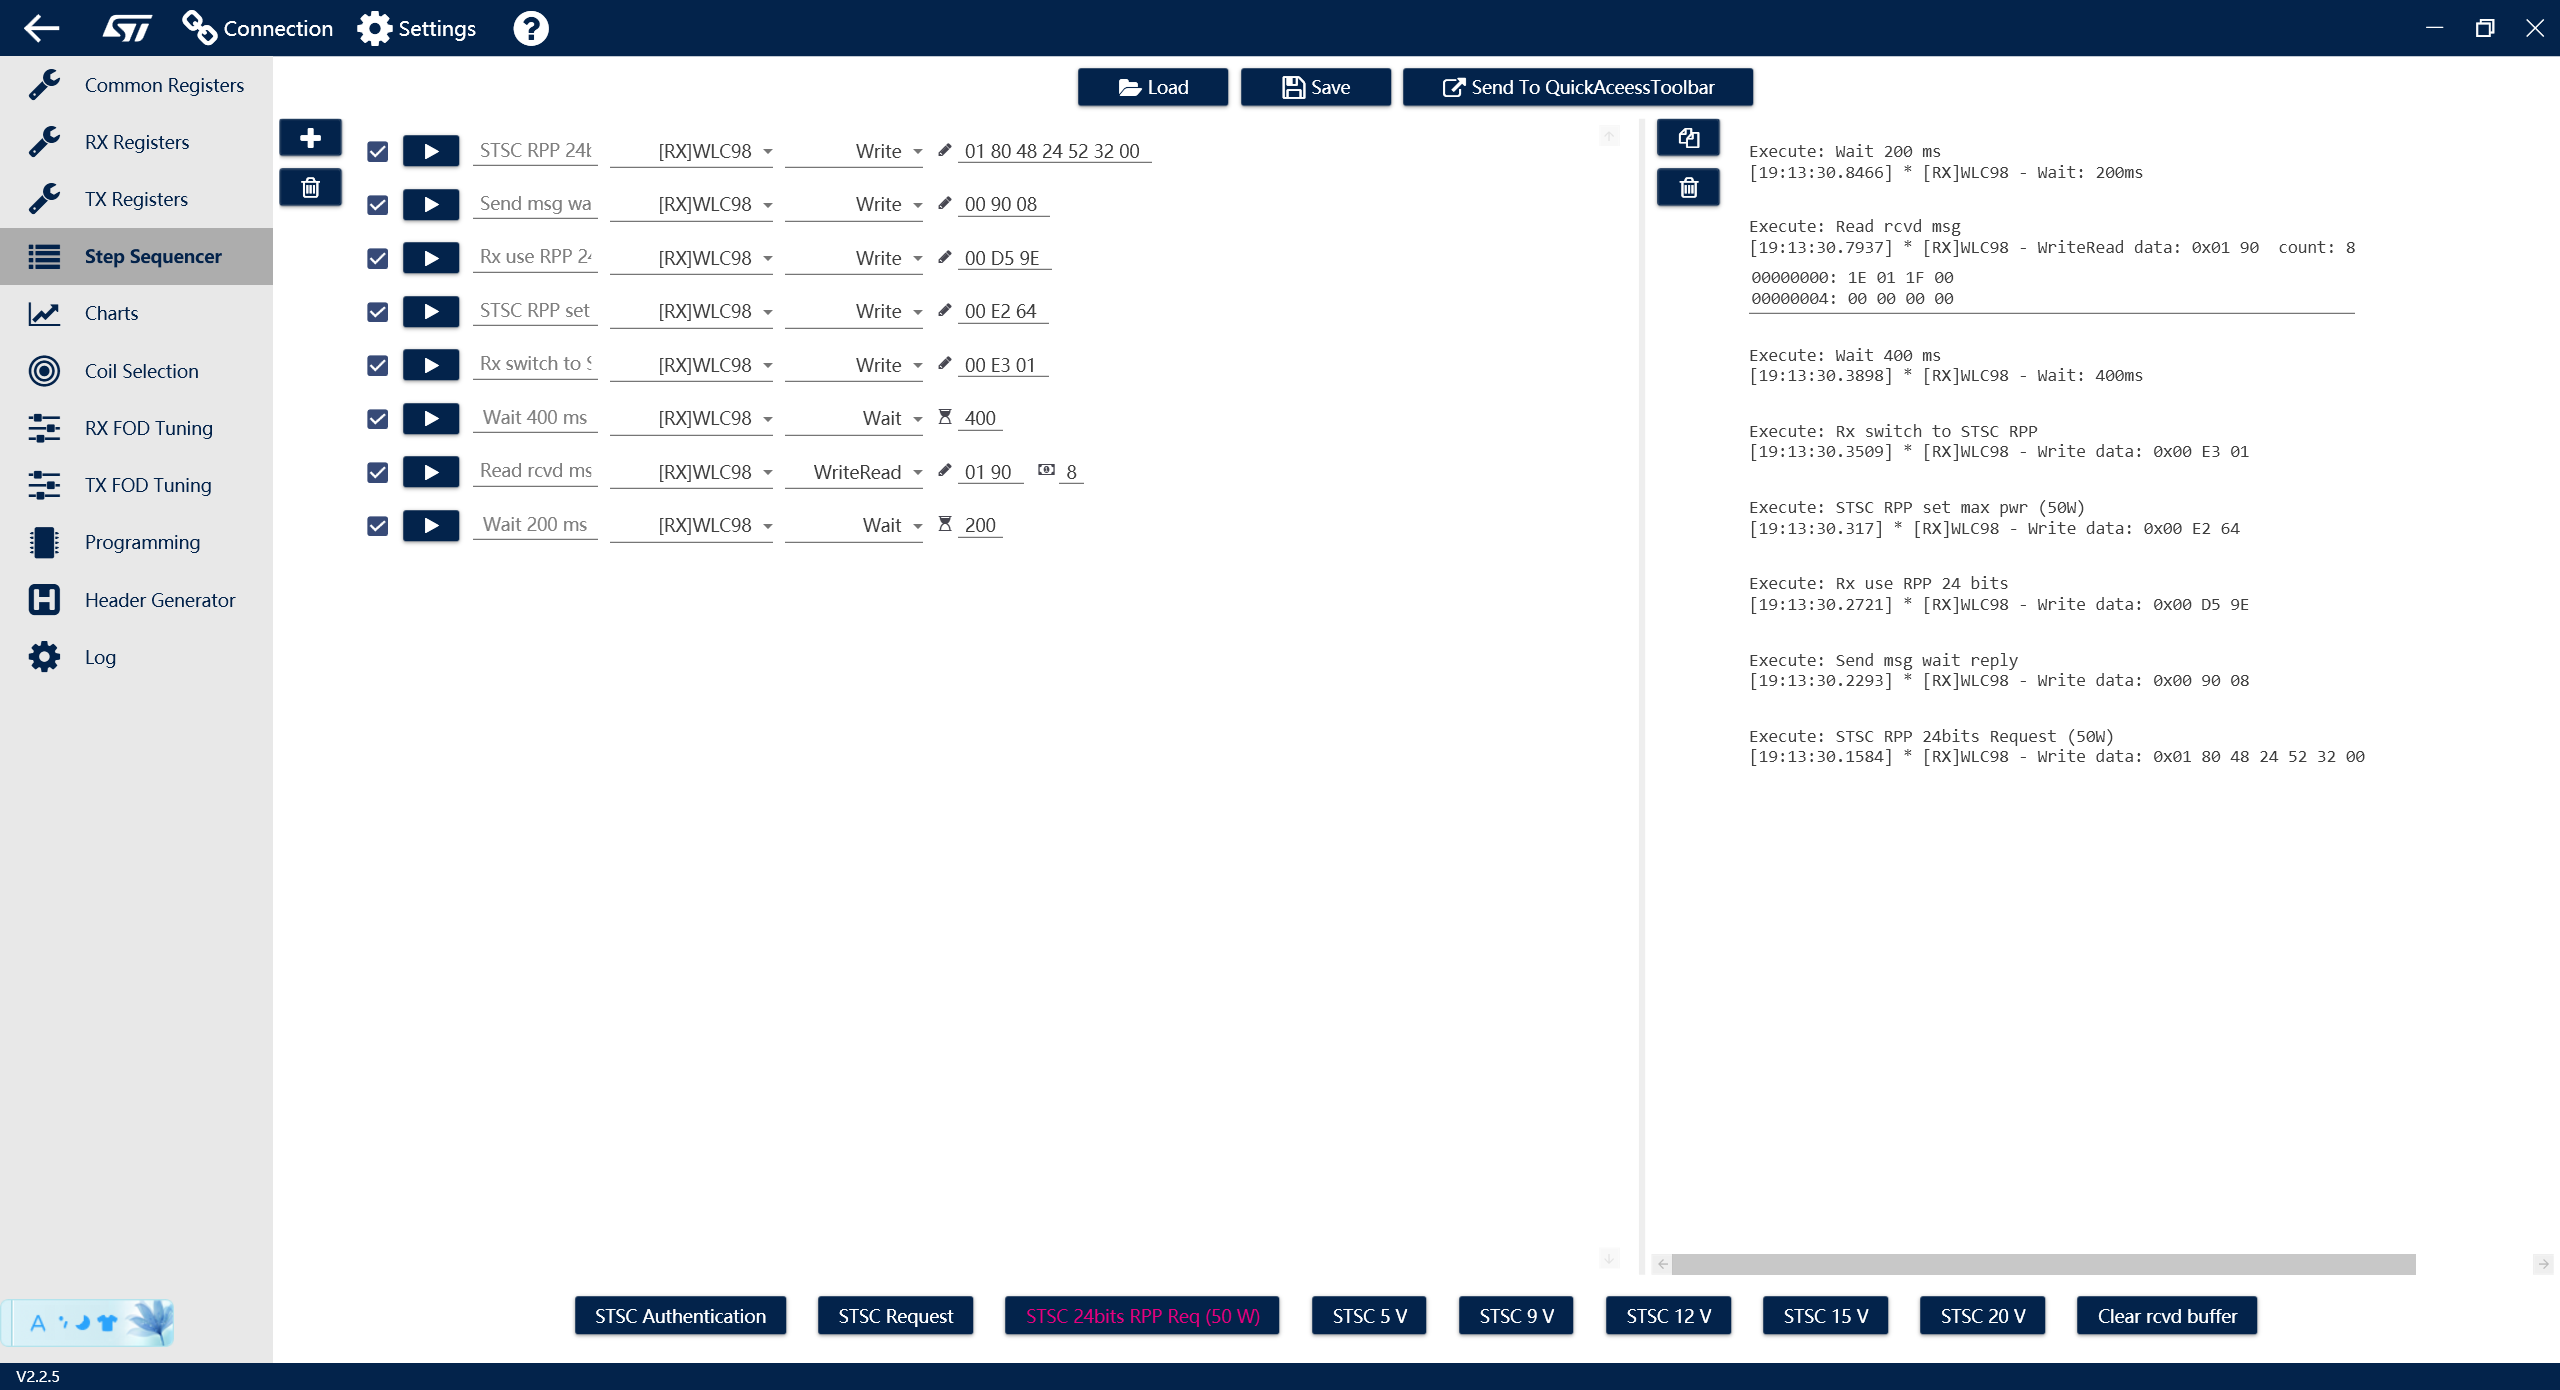 Connection
Settings
Common Registers
RX Registers
TX Registers
Step Sequencer
Charts
Coil Selection
RX FOD Tuning
TX FOD Tuning
Programming
Header Generator
Log
Load
Save
Send To QuickAceessToolbar
STSC RPP 24b [RX]WLC98 Write 01 80 48 24 52 32 00
Send msg wa [RX]WLC98 Write 00 90 08
Rx use RPP 24 [RX]WLC98 Write 00 D5 9E
STSC RPP set [RX]WLC98 Write 00 E2 64
Rx switch to S [RX]WLC98 Write 00 E3 01
Wait 400 ms [RX]WLC98 Wait 400
Read rcvd ms [RX]WLC98 WriteRead 01 90 8
Wait 200 ms [RX]WLC98 Wait 200
Execute: Wait 200 ms
[19:13:30.8466] * [RX]WLC98 - Wait: 200ms
Execute: Read rcvd msg
[19:13:30.7937] * [RX]WLC98 - WriteRead data: 0x01 90  count: 8
00000000: 1E 01 1F 00
00000004: 00 00 00 00
Execute: Wait 400 ms
[19:13:30.3898] * [RX]WLC98 - Wait: 400ms
Execute: Rx switch to STSC RPP
[19:13:30.3509] * [RX]WLC98 - Write data: 0x00 E3 01
Execute: STSC RPP set max pwr (50W)
[19:13:30.317] * [RX]WLC98 - Write data: 0x00 E2 64
Execute: Rx use RPP 24 bits
[19:13:30.2721] * [RX]WLC98 - Write data: 0x00 D5 9E
Execute: Send msg wait reply
[19:13:30.2293] * [RX]WLC98 - Write data: 0x00 90 08
Execute: STSC RPP 24bits Request (50W)
[19:13:30.1584] * [RX]WLC98 - Write data: 0x01 80 48 24 52 32 00
STSC Authentication
STSC Request
STSC 24bits RPP Req (50 W)
STSC 5 V
STSC 9 V
STSC 12 V
STSC 15 V
STSC 20 V
Clear rcvd buffer
A
V2.2.5